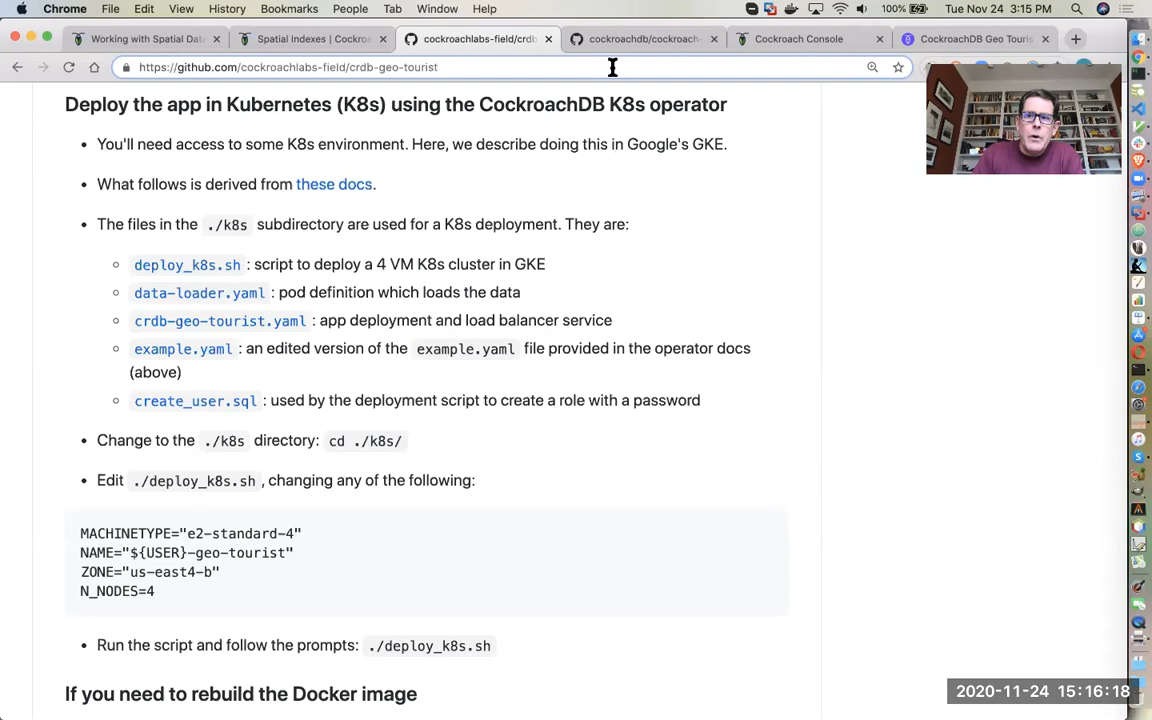 Chrome File Edit View History Bookmarks People Tab Window Help 100% Tue Nov 24 3:15 PM
Working with Spatial Data Spatial Indexes | Cockroa cockroachlabs-field/crdb cockroachdb/cockroach- Cockroach Console CockroachDB Geo Touris
https://github.com/cockroachlabs-field/crdb-geo-tourist
Deploy the app in Kubernetes (K8s) using the CockroachDB K8s operator
You'll need access to some K8s environment. Here, we describe doing this in Google's GKE.
What follows is derived from these docs.
The files in the ./k8s subdirectory are used for a K8s deployment. They are:
deploy_k8s.sh : script to deploy a 4 VM K8s cluster in GKE
data-loader.yaml : pod definition which loads the data
crdb-geo-tourist.yaml : app deployment and load balancer service
example.yaml : an edited version of the example.yaml file provided in the operator docs
(above)
create_user.sql : used by the deployment script to create a role with a password
Change to the ./k8s directory: cd ./k8s/
Edit ./deploy_k8s.sh , changing any of the following:
MACHINETYPE="e2-standard-4"
NAME="${USER}-geo-tourist"
ZONE="us-east4-b"
N_NODES=4
Run the script and follow the prompts: ./deploy_k8s.sh
If you need to rebuild the Docker image
2020-11-24 15:16:18